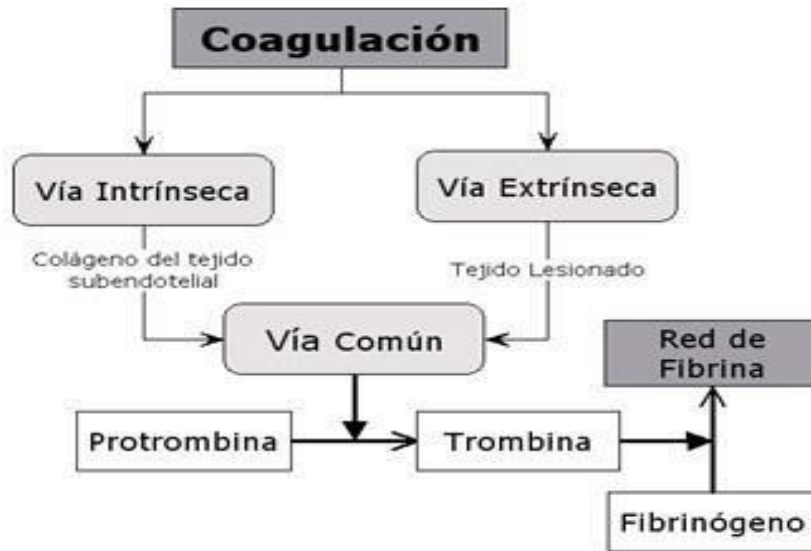 Coagulación
Vía Intrínseca
Vía Extrínseca
Colágeno del tejido
subendotelial
Tejido Lesionado
Vía Común
Red de
Fibrina
Protrombina
Trombina
Fibrinógeno